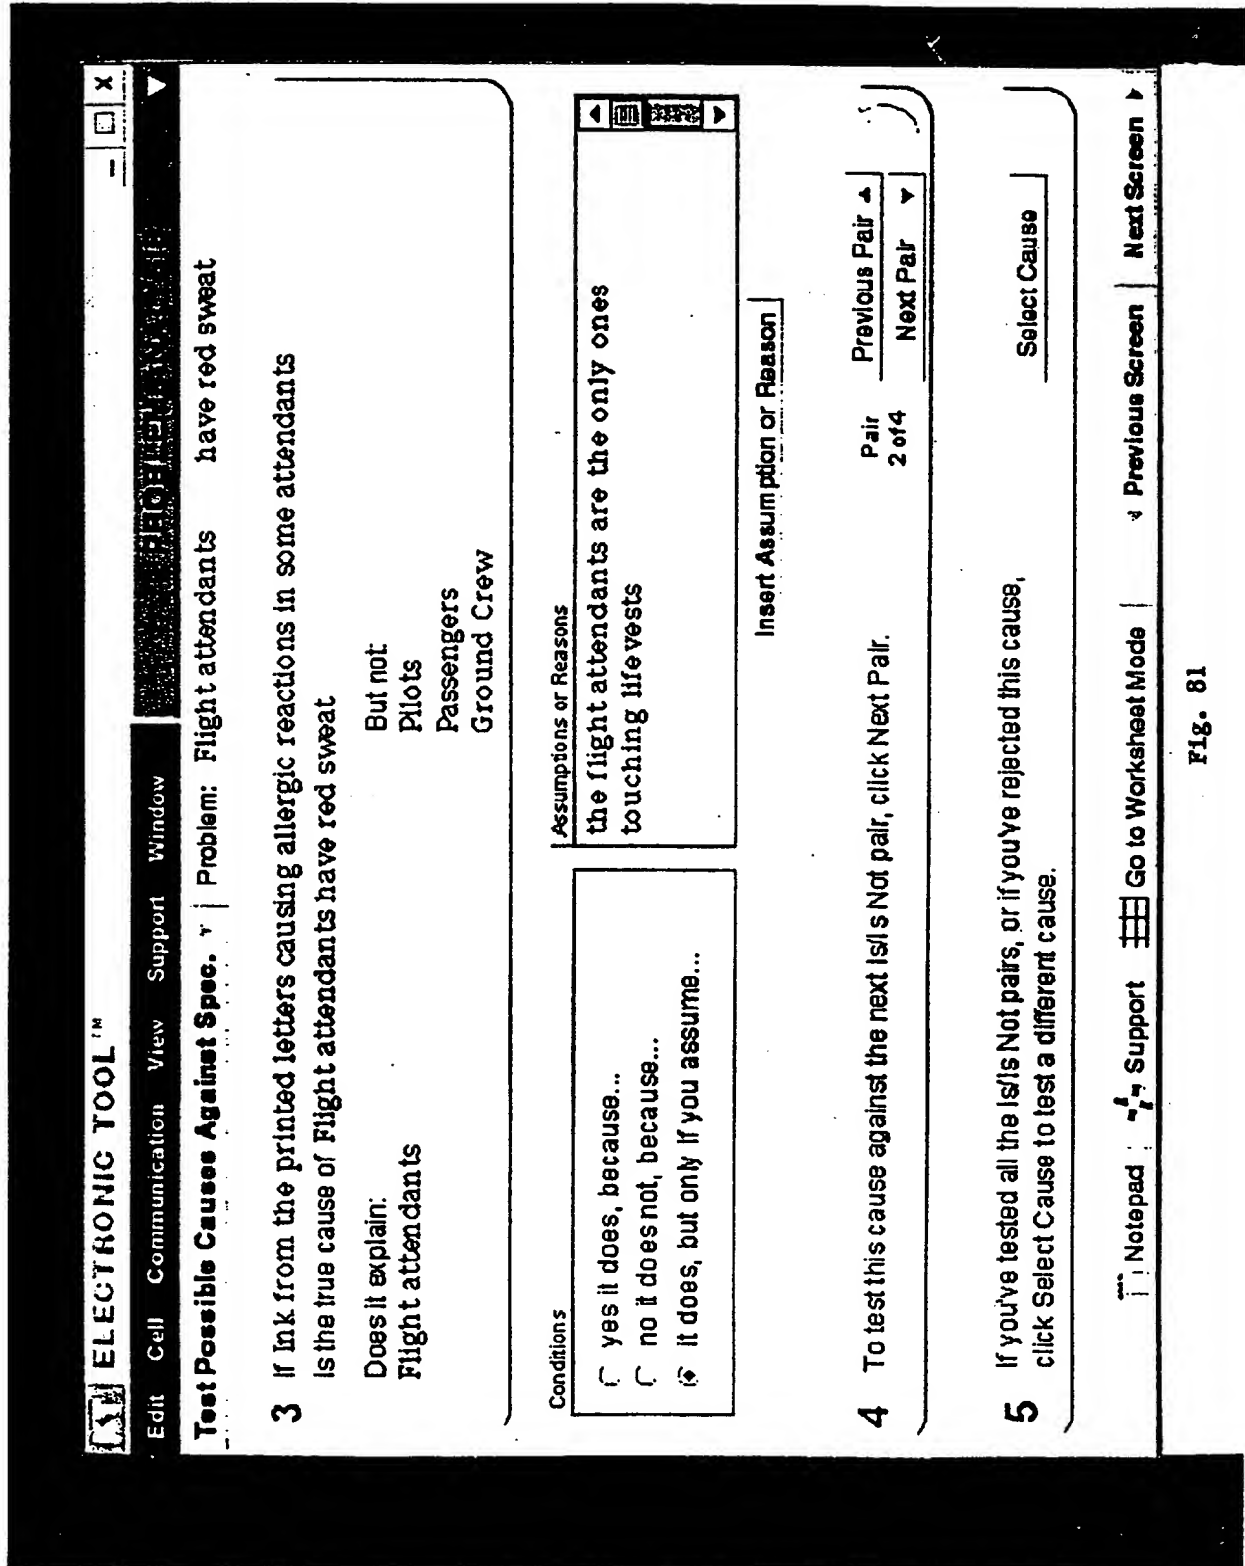 ELECTRONIC TOOL™
Edit Cell Communication View Support Window
Test Possible Causes Against Spec. Problem: Flight attendants have red sweat
3 If Ink from the printed letters causing allergic reactions in some attendants
is the true cause of Flight attendants have red sweat
Does it explain:
Flight attendants
But not:
Pilots
Passengers
Ground Crew
Conditions
yes it does, because...
no it does not, because...
it does, but only if you assume...
Assumptions or Reasons
the flight attendants are the only ones
touching lifevests
Insert Assumption or Reason
4 To test this cause against the next Is/Is Not pair, click Next Pair.
Pair
2 of 4
Previous Pair
Next Pair
5 If you've tested all the Is/Is Not pairs, or if you've rejected this cause,
click Select Cause to test a different cause.
Select Cause
Notepad Support Go to Worksheet Mode Previous Screen Next Screen
Fig. 81